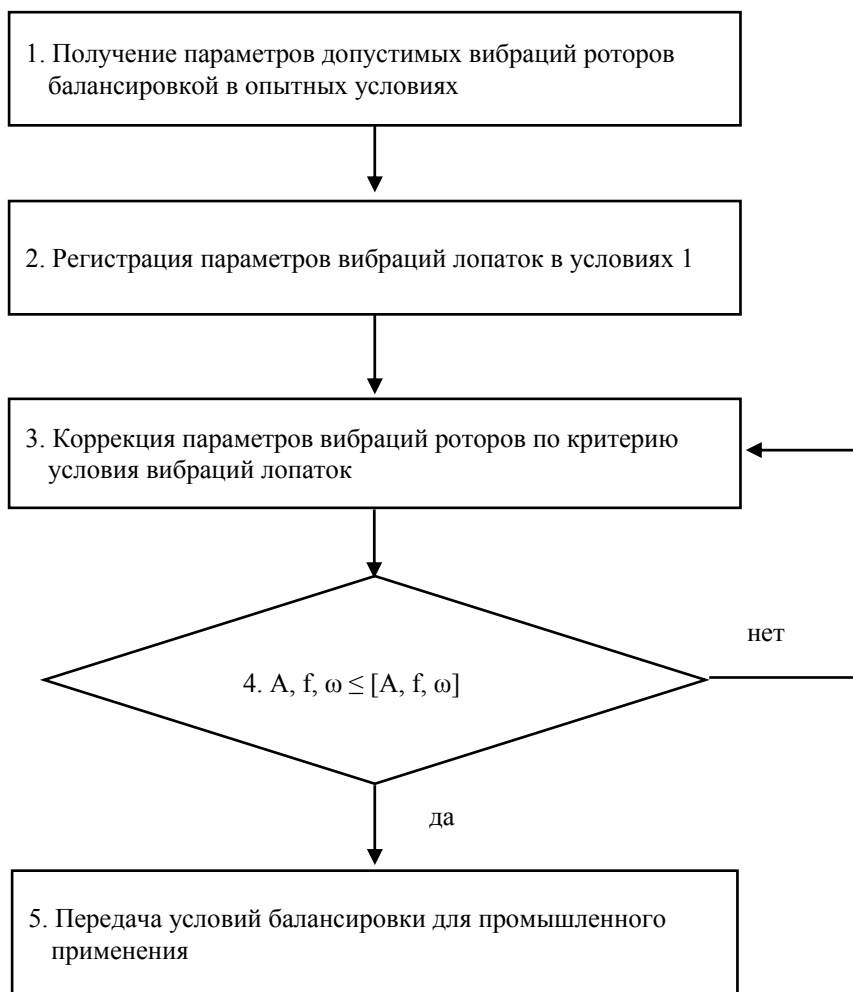 1. Получение параметров допустимых вибраций роторов
балансировкой в опытных условиях
2. Регистрация параметров вибраций лопаток в условиях 1
3. Коррекция параметров вибраций роторов по критерию
условия вибраций лопаток
4. A, f, ω ≤ [A, f, ω]
нет
да
5. Передача условий балансировки для промышленного
применения